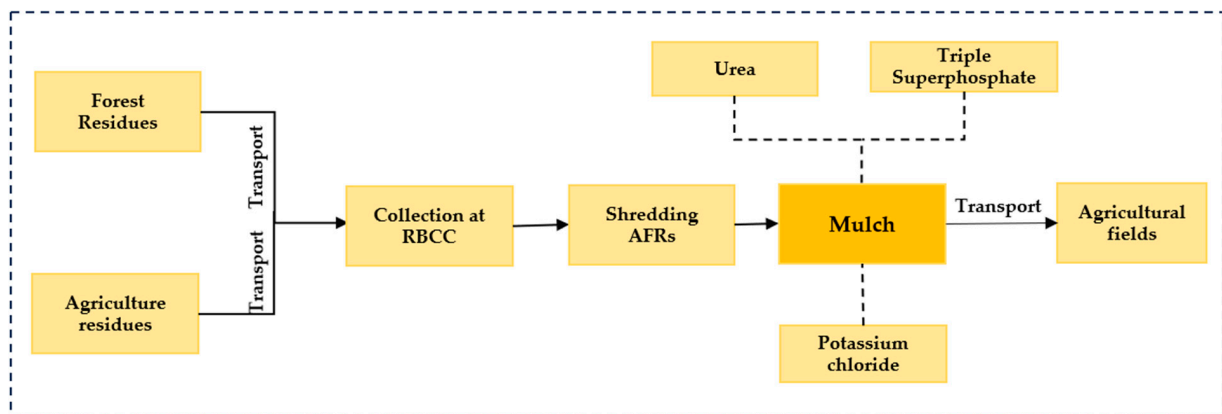 Forest
Residues
Transport
Transport
Agriculture
residues
Collection at
RBCC
Shredding
AFRs
Urea
Triple
Superphosphate
Mulch
Potassium
chloride
Transport
Agricultural
fields